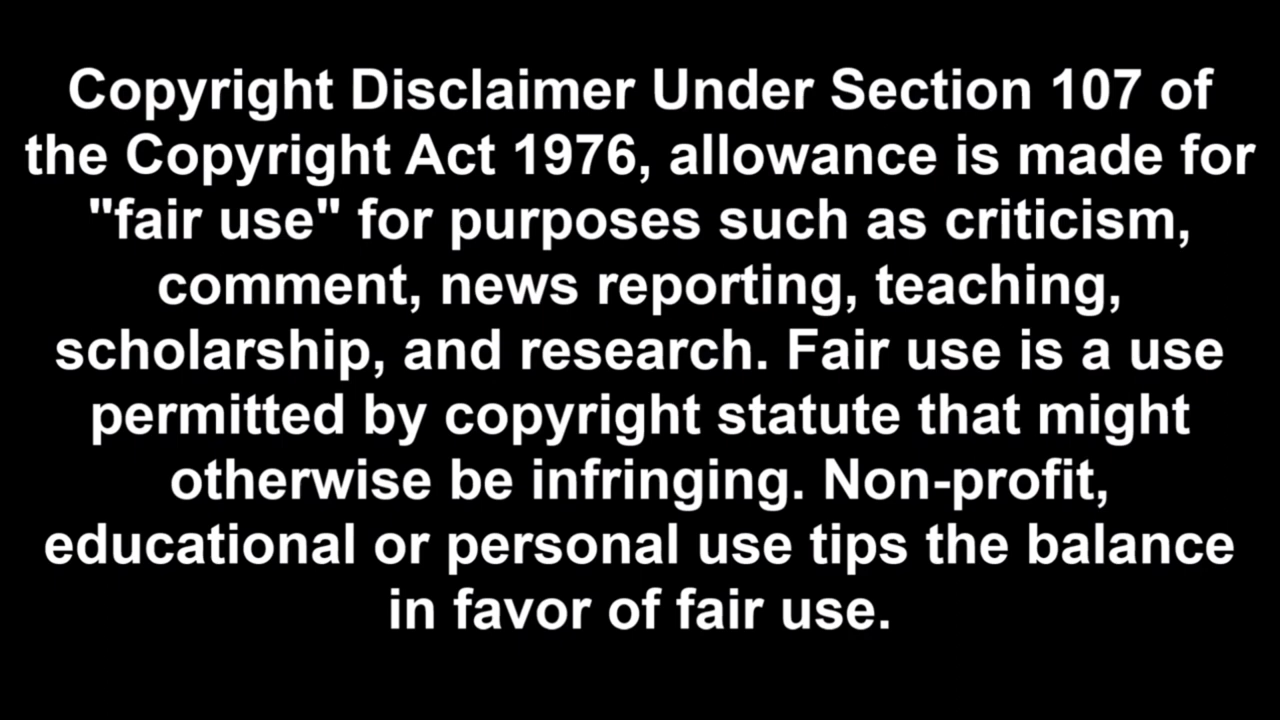 Copyright Disclaimer Under Section 107 of
the Copyright Act 1976, allowance is made for
"fair use" for purposes such as criticism,
comment, news reporting, teaching,
scholarship, and research. Fair use is a use
permitted by copyright statute that might
otherwise be infringing. Non-profit,
educational or personal use tips the balance
in favor of fair use.